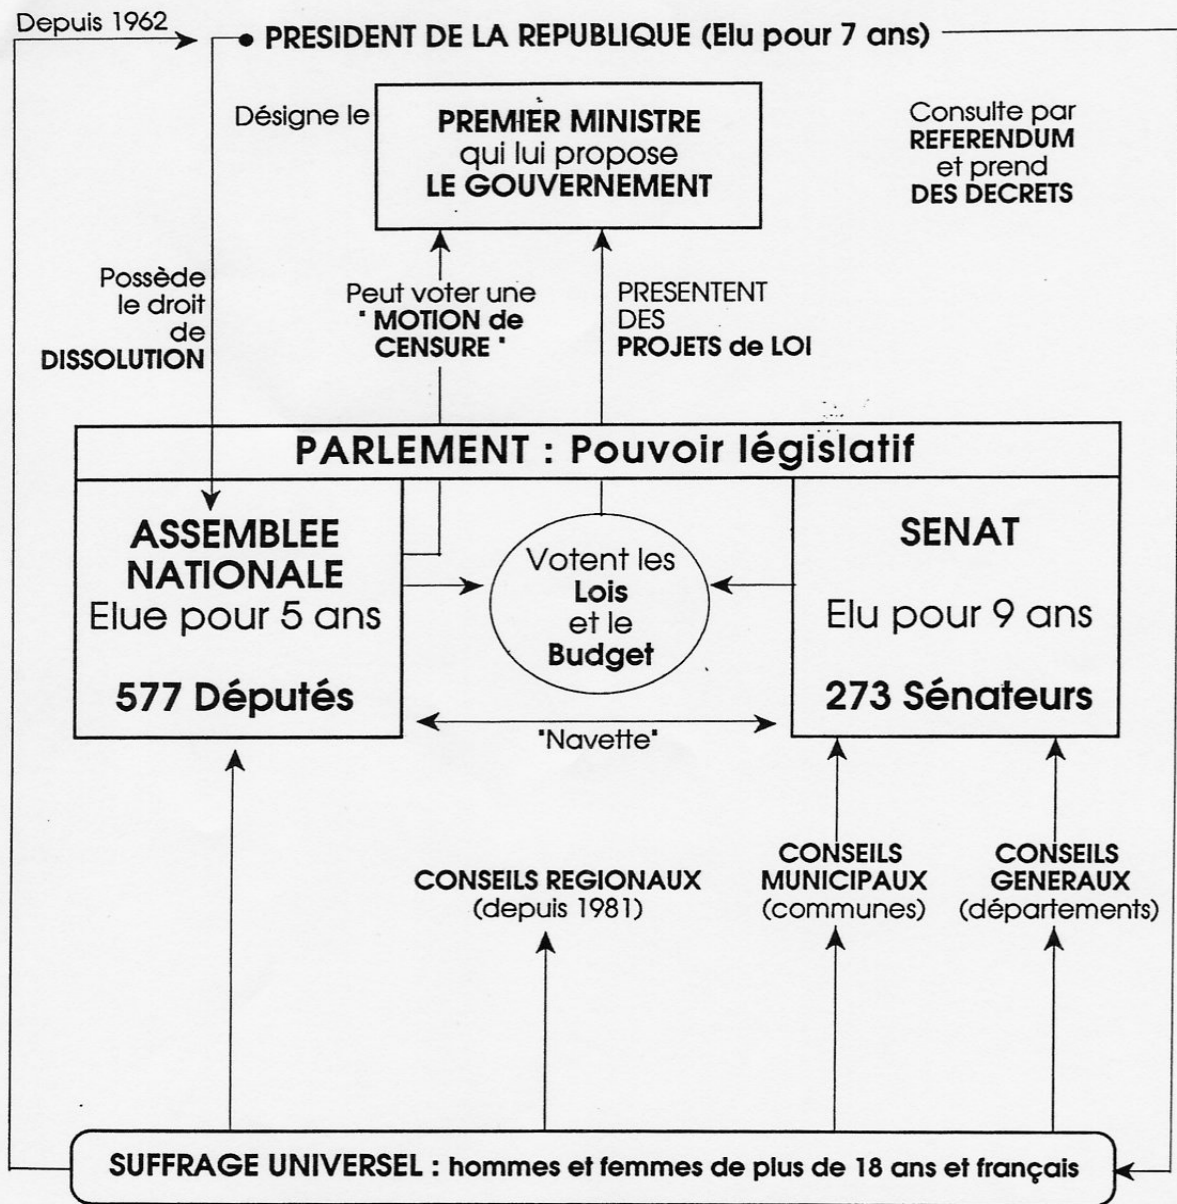 Depuis 1962
PRESIDENT DE LA REPUBLIQUE (Elu pour 7 ans)
Désigne le
PREMIER MINISTRE
qui lui propose
LE GOUVERNEMENT
Consulte par
REFERENDUM
et prend
DES DECRETS
Possède
le droit
de
DISSOLUTION
Peut voter une
" MOTION de
CENSURE "
PRESENTENT
DES
PROJETS de LOI
PARLEMENT : Pouvoir législatif
ASSEMBLEE
NATIONALE
Elue pour 5 ans
577 Députés
Votent les
Lois
et le
Budget
SENAT
Elu pour 9 ans
273 Sénateurs
"Navette"
CONSEILS REGIONAUX
(depuis 1981)
CONSEILS
MUNICIPAUX
(communes)
CONSEILS
GENERAUX
(départements)
SUFFRAGE UNIVERSEL : hommes et femmes de plus de 18 ans et français